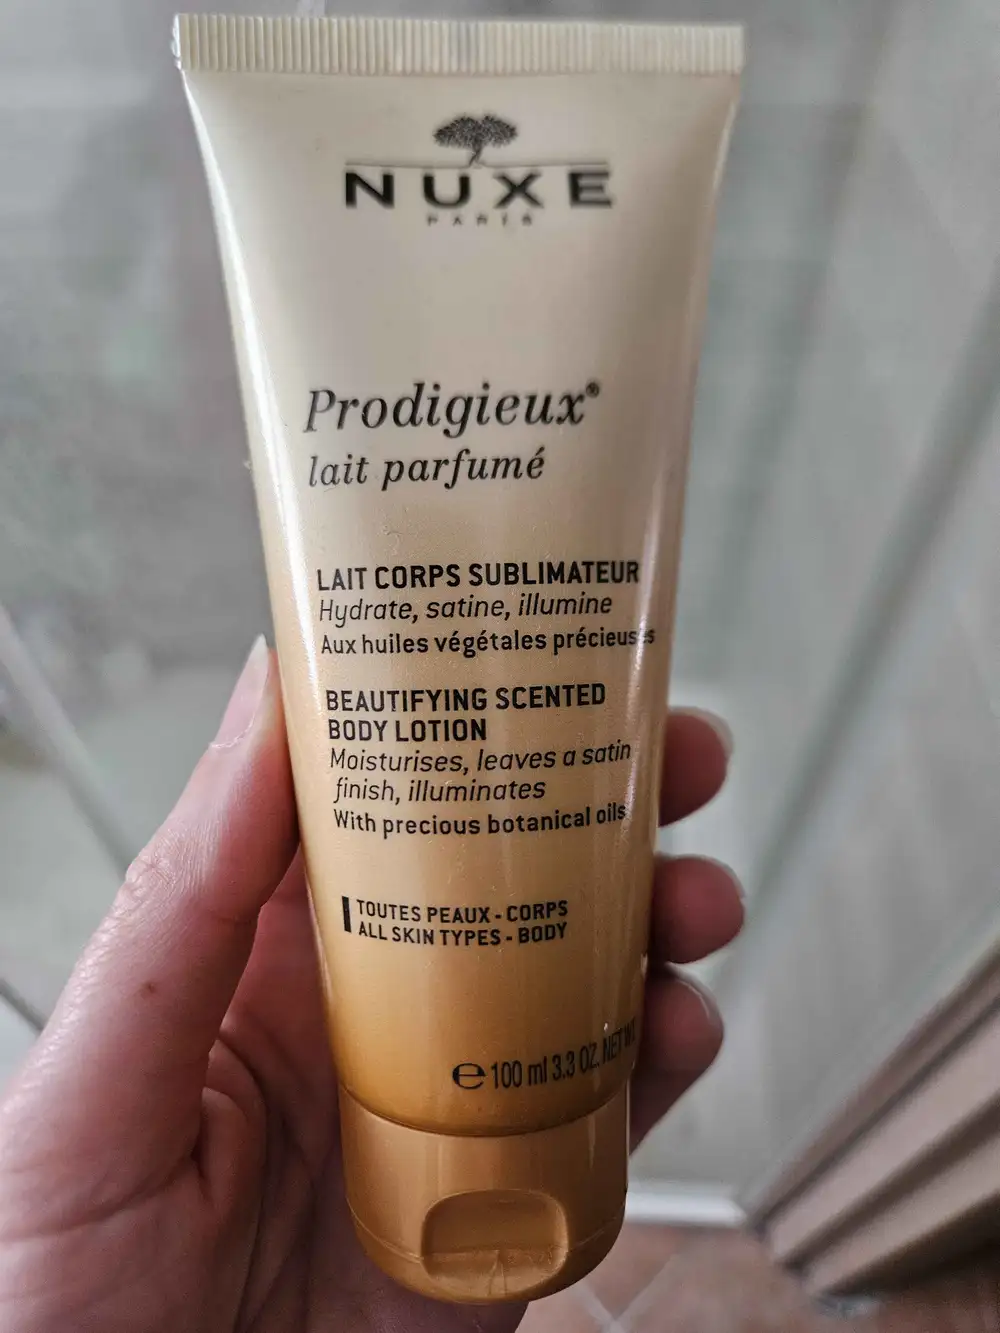 NUXE
PARIS
Prodigieux®
lait parfumé
LAIT CORPS SUBLIMATEUR
Hydrate, satine, illumine
Aux huiles végétales précieuses
BEAUTIFYING SCENTED
BODY LOTION
Moisturises, leaves a satin
finish, illuminates
With precious botanical oils
TOUTES PEAUX - CORPS
ALL SKIN TYPES - BODY
℮ 100 ml 3.3 OZ. NET